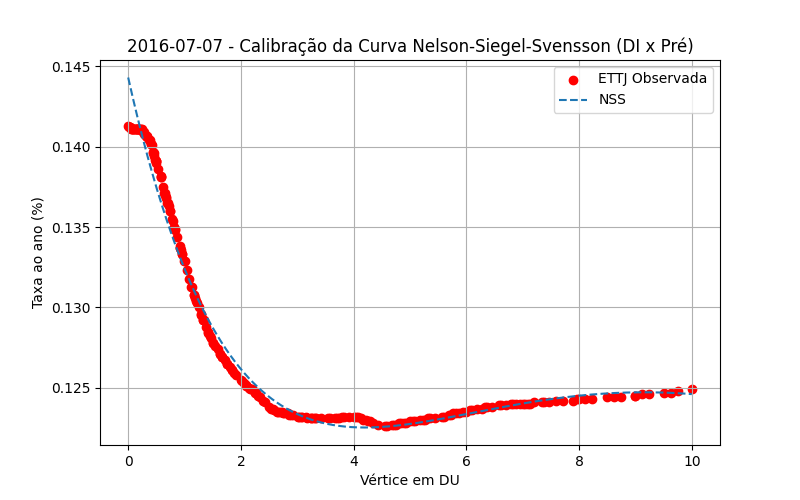 2016-07-07 - Calibração da Curva Nelson-Siegel-Svensson (DI x Pré)
ETTJ Observada
NSS
Taxa ao ano (%)
0.145
0.140
0.135
0.130
0.125
0 2 4 6 8 10
Vértice em DU